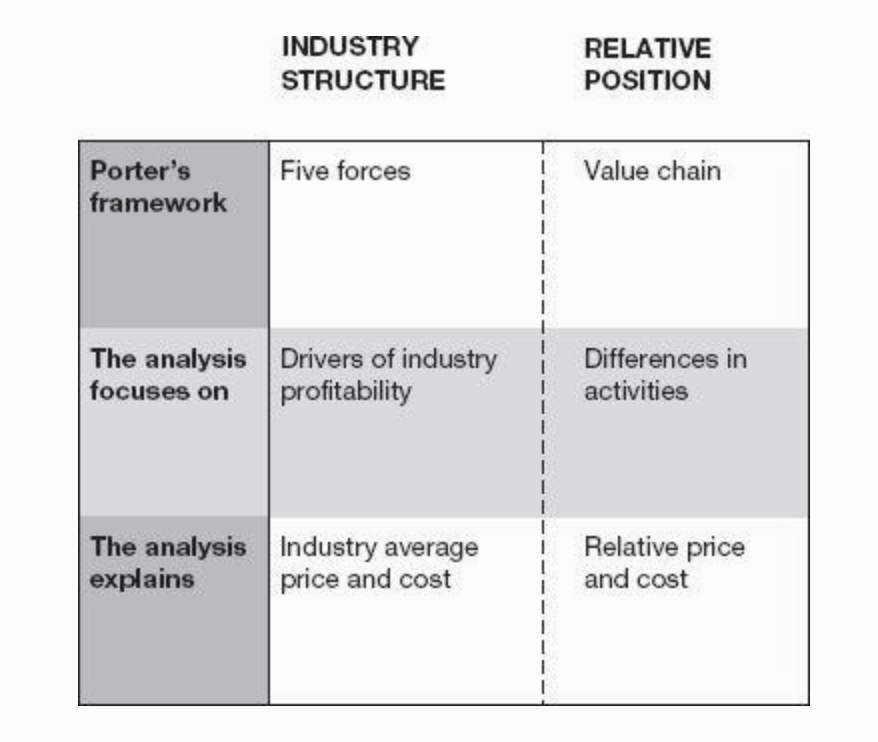 INDUSTRY
STRUCTURE
RELATIVE
POSITION
Porter's
framework
Five forces
Value chain
The analysis
focuses on
Drivers of industry
profitability
Differences in
activities
The analysis
explains
Industry average
price and cost
Relative price
and cost